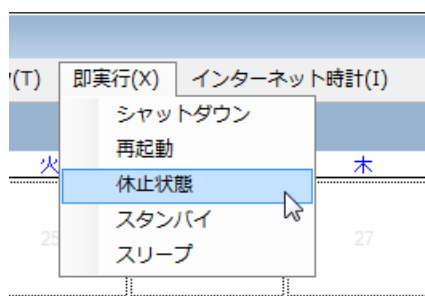 (T) 即実行(X) インターネット時計(I)
シャットダウン
再起動
火 木
休止状態
スタンバイ
25 27
スリープ